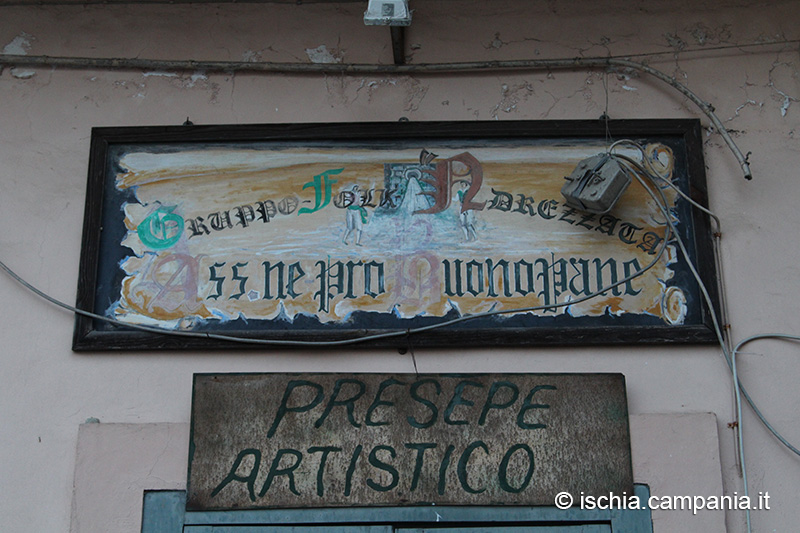 Gruppo-Folk Ndrezzata
Ass.ne pro Buonopane
PRESEPE
ARTISTICO
© ischia.campania.it